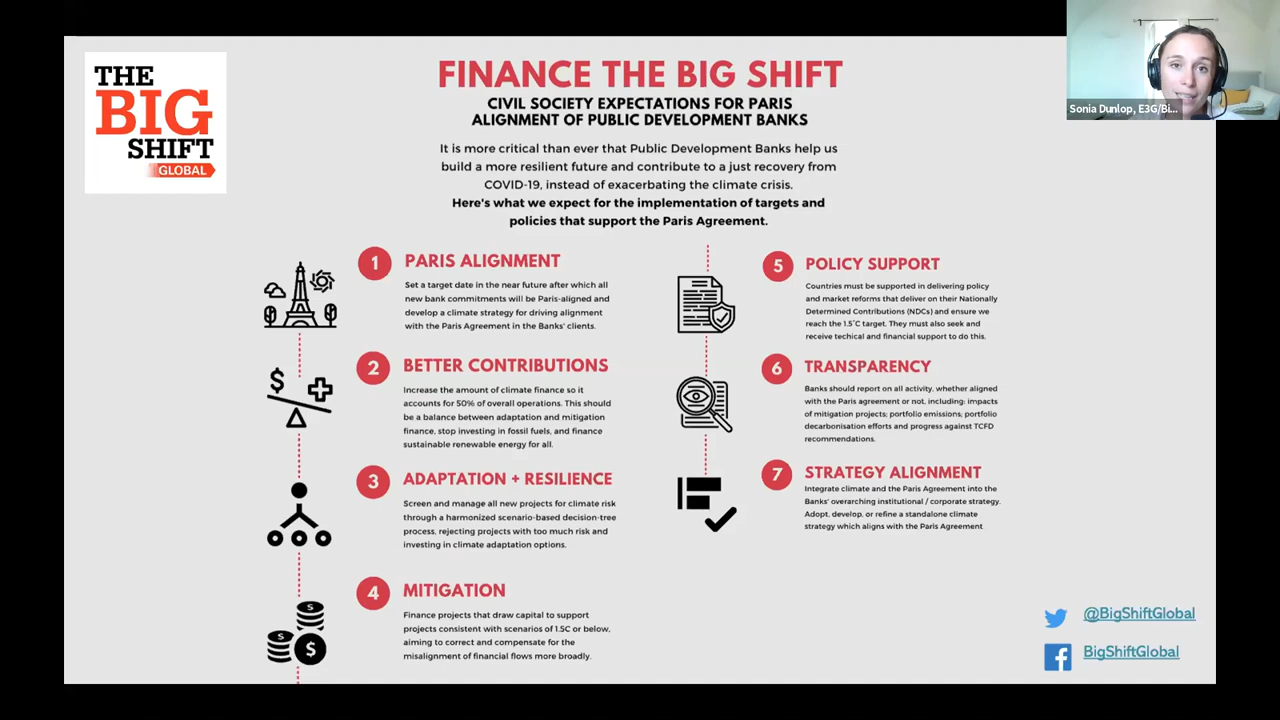 THE
BIG
SHIFT
GLOBAL
FINANCE THE BIG SHIFT
CIVIL SOCIETY EXPECTATIONS FOR PARIS
ALIGNMENT OF PUBLIC DEVELOPMENT BANKS
It is more critical than ever that Public Development Banks help us
build a more resilient future and contribute to a just recovery from
COVID-19, instead of exacerbating the climate crisis.
Here's what we expect for the implementation of targets and
policies that support the Paris Agreement.
1 PARIS ALIGNMENT
Set a target date in the near future after which all
new bank commitments will be Paris-aligned and
develop a climate strategy for driving alignment
with the Paris Agreement in the Banks' clients.
2 BETTER CONTRIBUTIONS
$
Increase the amount of climate finance so it
accounts for 50% of overall operations. This should
be a balance between adaptation and mitigation
finance, stop investing in fossil fuels, and finance
sustainable renewable energy for all.
3 ADAPTATION + RESILIENCE
Screen and manage all new projects for climate risk
through a harmonized scenario-based decision-tree
process, rejecting projects with too much risk and
investing in climate adaptation options.
4 MITIGATION
$
$
$
Finance projects that draw capital to support
projects consistent with scenarios of 1.5C or below,
aiming to correct and compensate for the
misalignment of financial flows more broadly.
5 POLICY SUPPORT
Countries must be supported in delivering policy
and market reforms that deliver on their Nationally
Determined Contributions (NDCs) and ensure we
reach the 1.5˚C target. They must also seek and
receive techical and financial support to do this.
6 TRANSPARENCY
Banks should report on all activity, whether aligned
with the Paris agreement or not, including: impacts
of mitigation projects; portfolio emissions; portfolio
decarbonisation efforts and progress against TCFD
recommendations.
7 STRATEGY ALIGNMENT
Integrate climate and the Paris Agreement into the
Banks' overarching institutional / corporate strategy.
Adopt, develop, or refine a standalone climate
strategy which aligns with the Paris Agreement
@BigShiftGlobal
BigShiftGlobal
Sonia Dunlop, E3G/Bi...